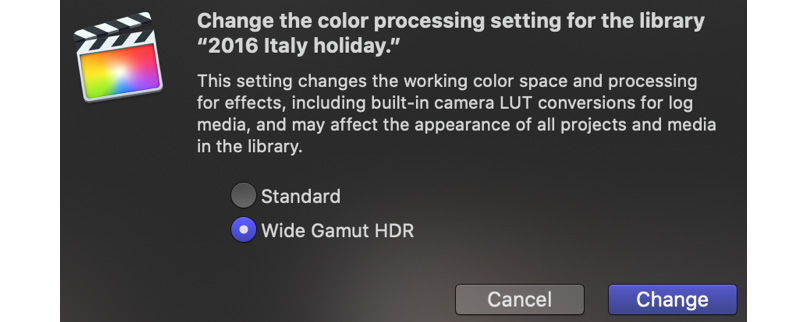 Change the color processing setting for the library
“2016 Italy holiday.”
This setting changes the working color space and processing
for effects, including built-in camera LUT conversions for log
media, and may affect the appearance of all projects and media
in the library.
Standard
Wide Gamut HDR
Cancel
Change